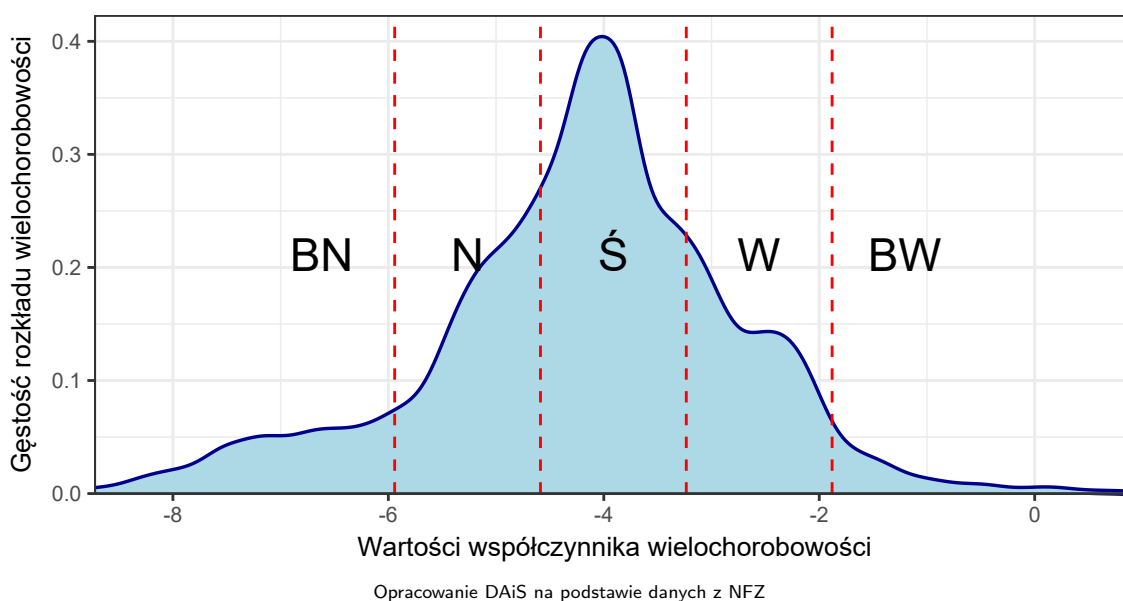 Gęstość rozkładu wielochorobowości
0.4
0.3
0.2
0.1
0.0
BN N Ś W BW
-8 -6 -4 -2 0
Wartości współczynnika wielochorobowości
Opracowanie DAiS na podstawie danych z NFZ